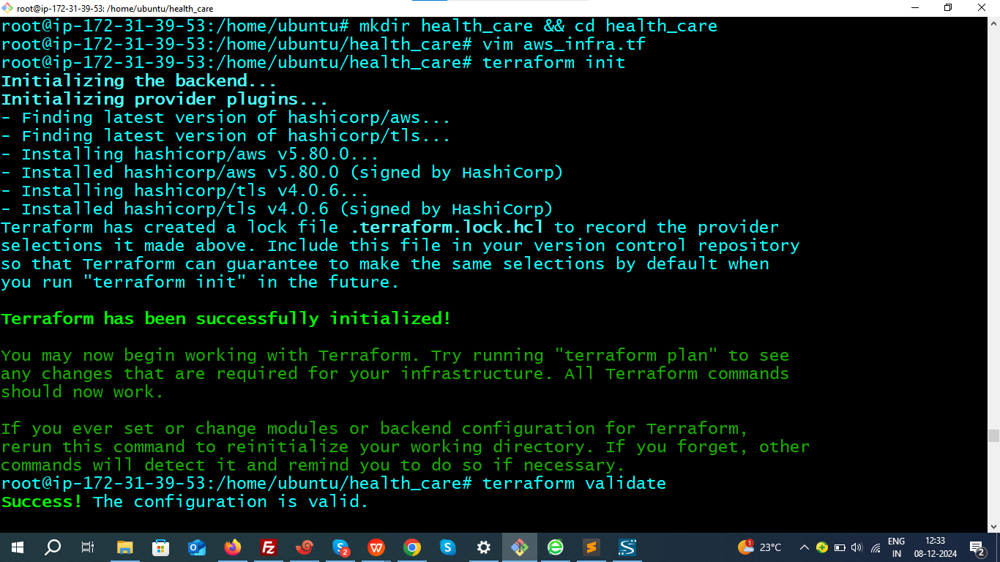 root@ip-172-31-39-53: /home/ubuntu/health_care
root@ip-172-31-39-53:/home/ubuntu# mkdir health_care && cd health_care
root@ip-172-31-39-53:/home/ubuntu/health_care# vim aws_infra.tf
root@ip-172-31-39-53:/home/ubuntu/health_care# terraform init
Initializing the backend...
Initializing provider plugins...
- Finding latest version of hashicorp/aws...
- Finding latest version of hashicorp/tls...
- Installing hashicorp/aws v5.80.0...
- Installed hashicorp/aws v5.80.0 (signed by HashiCorp)
- Installing hashicorp/tls v4.0.6...
- Installed hashicorp/tls v4.0.6 (signed by HashiCorp)
Terraform has created a lock file .terraform.lock.hcl to record the provider
selections it made above. Include this file in your version control repository
so that Terraform can guarantee to make the same selections by default when
you run "terraform init" in the future.
Terraform has been successfully initialized!
You may now begin working with Terraform. Try running "terraform plan" to see
any changes that are required for your infrastructure. All Terraform commands
should now work.
If you ever set or change modules or backend configuration for Terraform,
rerun this command to reinitialize your working directory. If you forget, other
commands will detect it and remind you to do so if necessary.
root@ip-172-31-39-53:/home/ubuntu/health_care# terraform validate
Success! The configuration is valid.
Fz
2
W
S
S
S
1
23°C
ENG
IN
12:33
08-12-2024
2